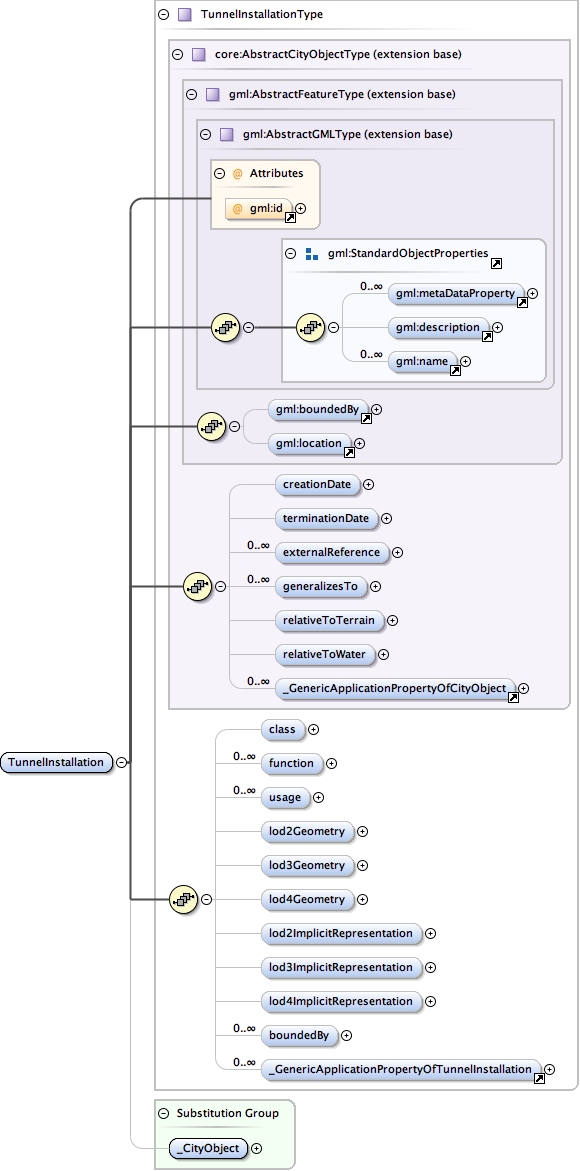 TunnelInstallationType
core:AbstractCityObjectType (extension base)
gml:AbstractFeatureType (extension base)
gml:AbstractGMLType (extension base)
@ Attributes
@ gml:id
gml:StandardObjectProperties
0..∞
gml:metaDataProperty
gml:description
0..∞
gml:name
gml:boundedBy
gml:location
creationDate
terminationDate
0..∞
externalReference
0..∞
generalizesTo
relativeToTerrain
relativeToWater
0..∞
_GenericApplicationPropertyOfCityObject
class
TunnelInstallation
0..∞
function
0..∞
usage
lod2Geometry
lod3Geometry
lod4Geometry
lod2ImplicitRepresentation
lod3ImplicitRepresentation
lod4ImplicitRepresentation
0..∞
boundedBy
0..∞
_GenericApplicationPropertyOfTunnelInstallation
Substitution Group
_CityObject